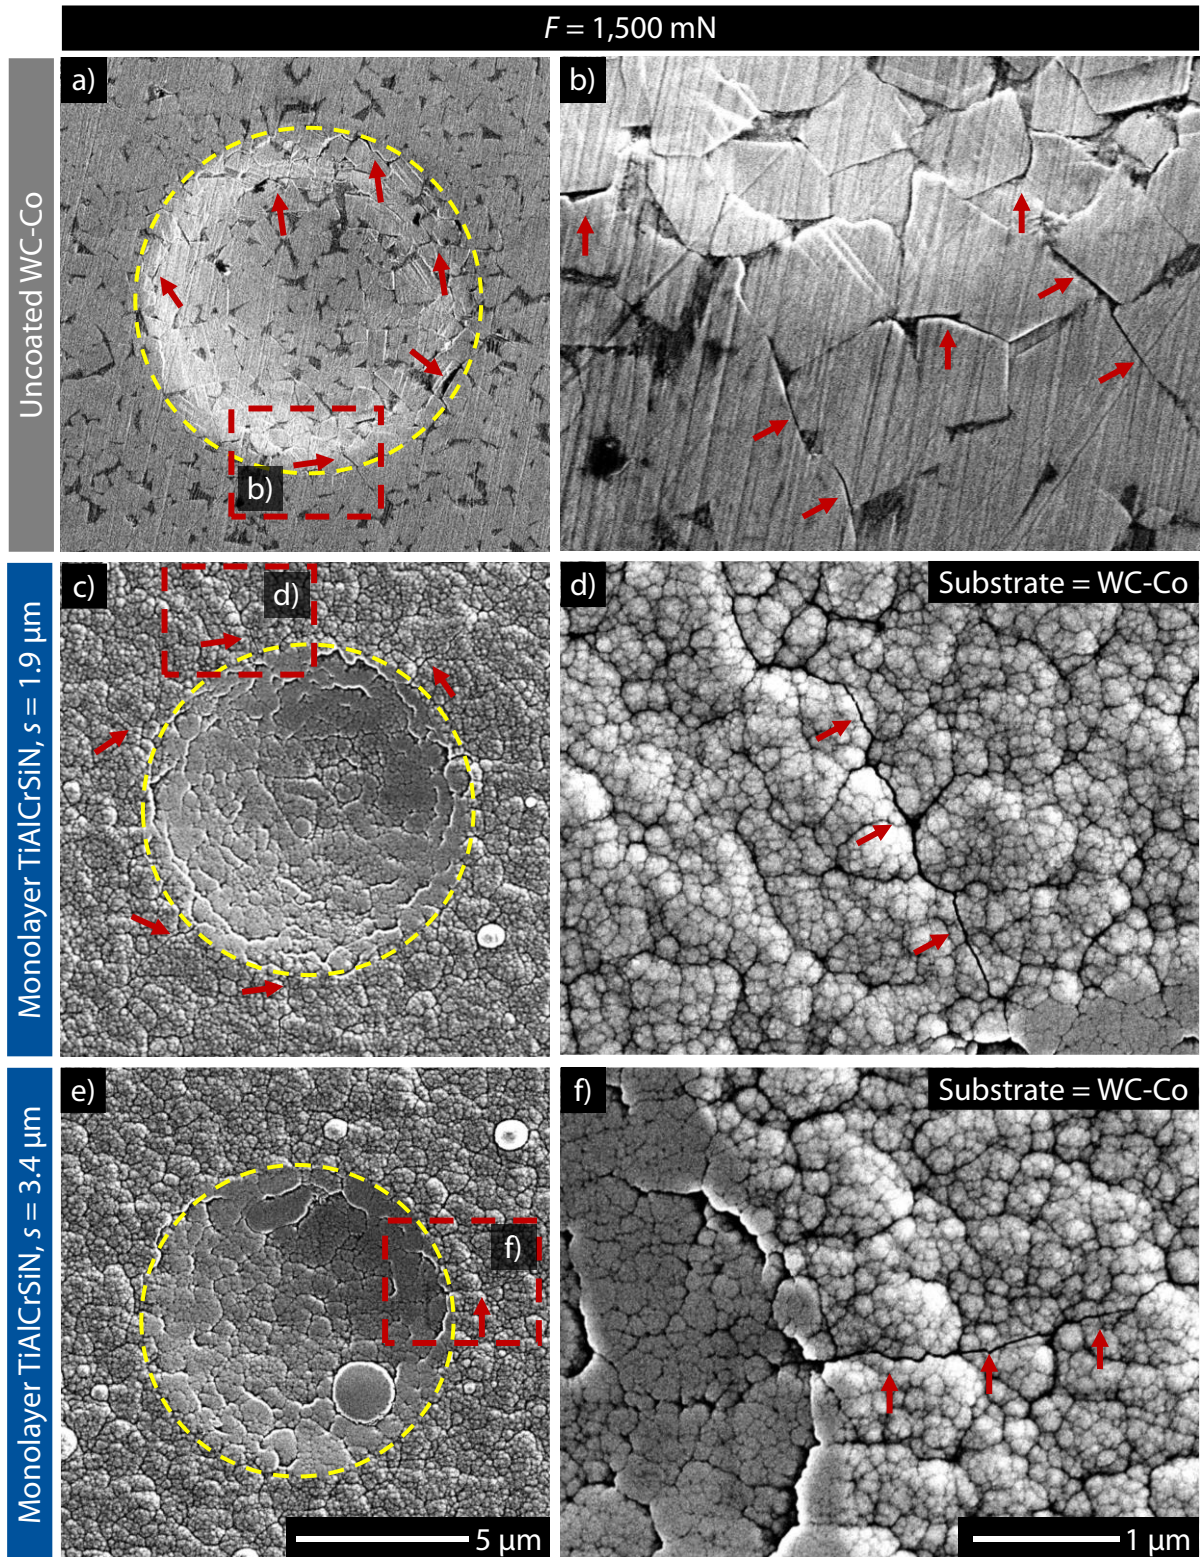 F = 1,500 mN
Uncoated WC-Co
a)
b)
b)
Monolayer TiAlCrSiN, s = 1.9 µm
c)
d)
d)
Substrate = WC-Co
Monolayer TiAlCrSiN, s = 3.4 µm
e)
f)
f)
Substrate = WC-Co
5 µm
1 µm